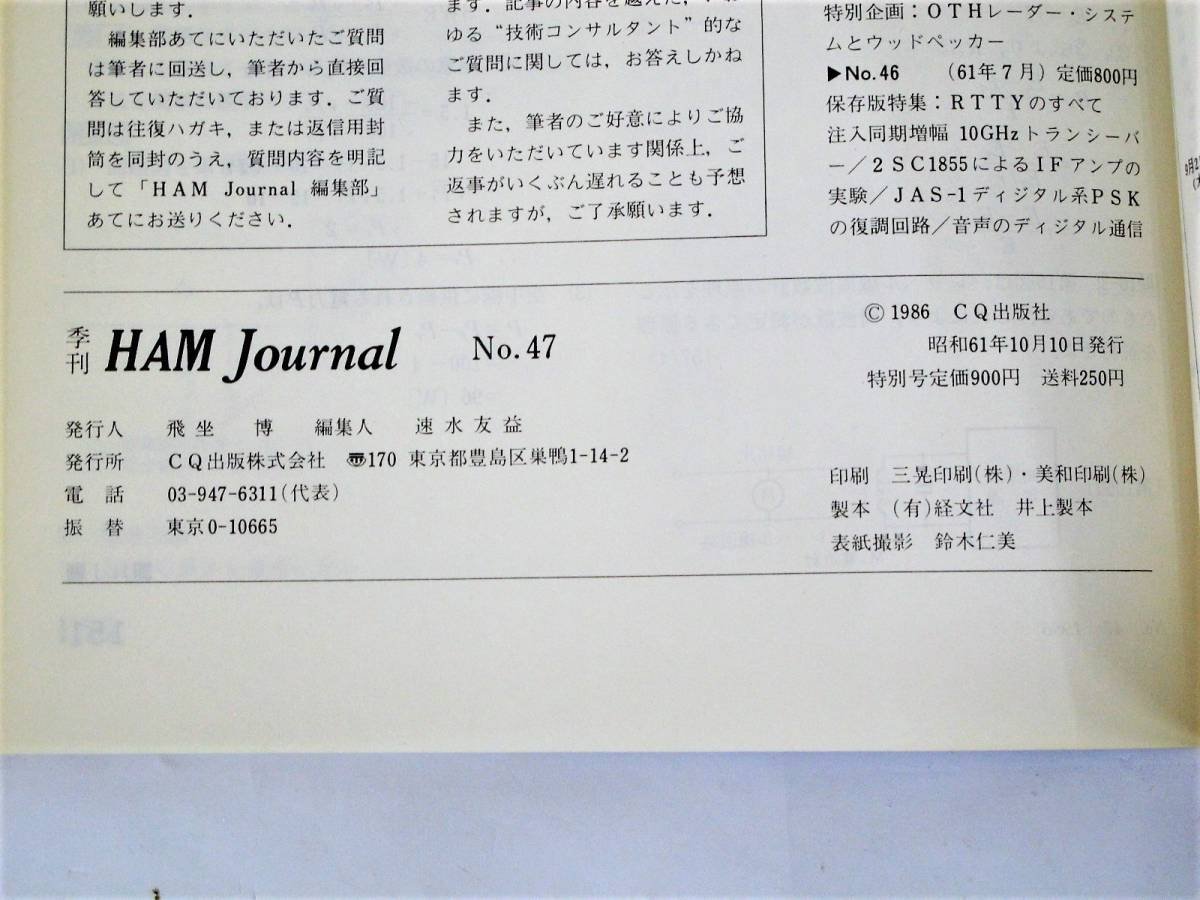 願いします．
編集部あてにいただいたご質問
は筆者に回送し，筆者から直接回
答していただいております．ご質
問は往復ハガキ，または返信用封
筒を同封のうえ，質問内容を明記
して「HAM Journal 編集部」
あてにお送りください．
ます．記事の内容を越えた，いわ
ゆる“技術コンサルタント”的な
ご質問に関しては，お答えしかね
ます．
また，筆者のご好意によりご協
力をいただいています関係上，ご
返事がいくぶん遅れることも予想
されますが，ご了承願います．
特別企画：OTHレーダー・システ
ムとウッドペッカー
▶No.46 （61年7月）定価800円
保存版特集：RTTYのすべて
注入同期増幅 10GHzトランシーバ
ー／2SC1855によるIFアンプの
実験／JAS-1ディジタル系PSK
の復調回路／音声のディジタル通信
季刊 HAM Journal No.47
© 1986 CQ出版社
昭和61年10月10日発行
特別号定価900円 送料250円
発行人 飛坐 博 編集人 速水友益
発行所 CQ出版株式会社 〠170 東京都豊島区巣鴨1-14-2
電話 03-947-6311(代表)
振替 東京0-10665
印刷 三晃印刷(株)・美和印刷(株)
製本 (有)経文社 井上製本
表紙撮影 鈴木仁美